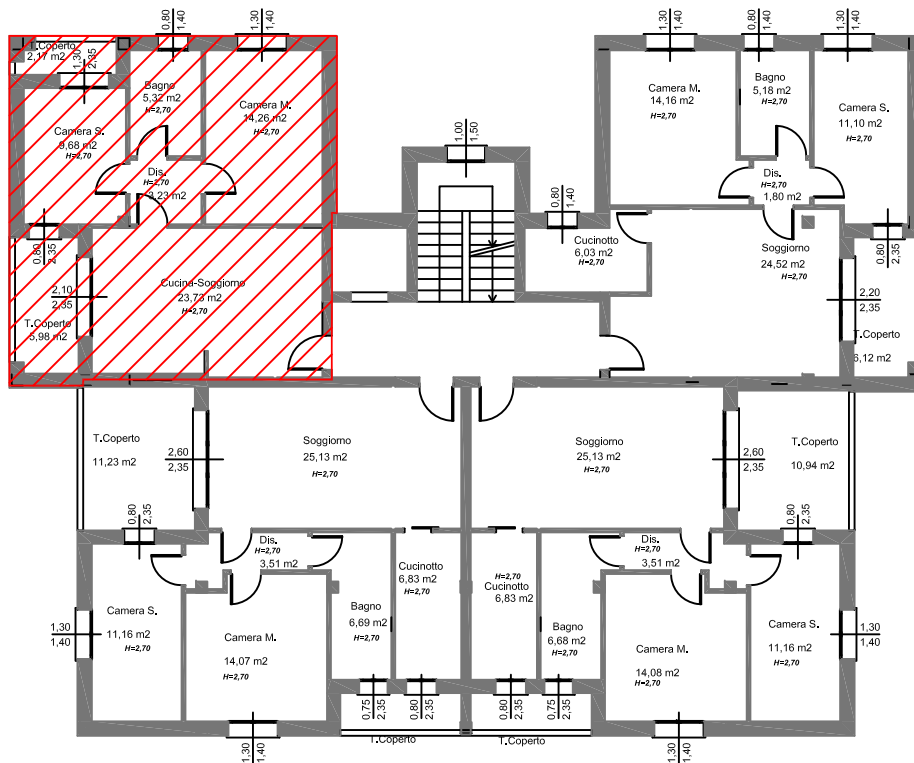 0,80
1,40
1,30
1,40
T.Coperto
2,17 m2
1,30
2,35
Bagno
5,32 m2
H=2,70
Camera M.
14,26 m2
H=2,70
Camera S.
9,68 m2
H=2,70
Dis.
H=2,70
3,23 m2
0,80
2,35
2,10
2,35
T.Coperto
5,98 m2
Cucina-Soggiorno
23,73 m2
H=2,70
1,00
1,50
0,80
1,40
Cucinotto
6,03 m2
H=2,70
1,30
1,40
0,80
1,40
1,30
1,40
Camera M.
14,16 m2
H=2,70
Bagno
5,18 m2
H=2,70
Camera S.
11,10 m2
H=2,70
Dis.
H=2,70
1,80 m2
Soggiorno
24,52 m2
H=2,70
0,80
2,35
2,20
2,35
T.Coperto
6,12 m2
T.Coperto
11,23 m2
2,60
2,35
Soggiorno
25,13 m2
H=2,70
Soggiorno
25,13 m2
H=2,70
2,60
2,35
T.Coperto
10,94 m2
0,80
2,35
Dis.
H=2,70
3,51 m2
Cucinotto
6,83 m2
H=2,70
H=2,70
Cucinotto
6,83 m2
Dis.
H=2,70
3,51 m2
0,80
2,35
Camera S.
11,16 m2
H=2,70
1,30
1,40
Camera M.
14,07 m2
H=2,70
Bagno
6,69 m2
H=2,70
Bagno
6,68 m2
H=2,70
Camera M.
14,08 m2
H=2,70
Camera S.
11,16 m2
H=2,70
1,30
1,40
0,75
2,35
0,80
2,35
0,80
2,35
0,75
2,35
T.Coperto
T.Coperto
1,30
1,40
1,30
1,40